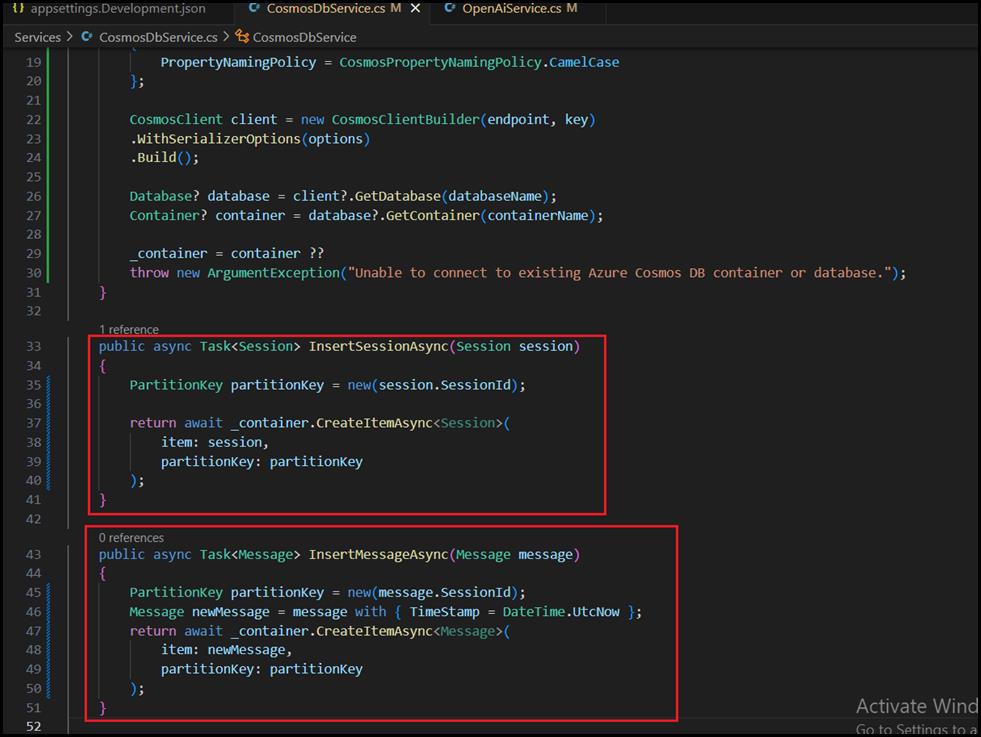 {} appsettings.Development.json C# CosmosDbService.cs M × C# OpenAiService.cs M
Services > C# CosmosDbService.cs > CosmosDbService
19 PropertyNamingPolicy = CosmosPropertyNamingPolicy.CamelCase
20 };
21
22 CosmosClient client = new CosmosClientBuilder(endpoint, key)
23 .WithSerializerOptions(options)
24 .Build();
25
26 Database? database = client?.GetDatabase(databaseName);
27 Container? container = database?.GetContainer(containerName);
28
29 _container = container ??
30 throw new ArgumentException("Unable to connect to existing Azure Cosmos DB container or database.");
31 }
32
1 reference
33 public async Task<Session> InsertSessionAsync(Session session)
34 {
35 PartitionKey partitionKey = new(session.SessionId);
36
37 return await _container.CreateItemAsync<Session>(
38 item: session,
39 partitionKey: partitionKey
40 );
41 }
42
0 references
43 public async Task<Message> InsertMessageAsync(Message message)
44 {
45 PartitionKey partitionKey = new(message.SessionId);
46 Message newMessage = message with { TimeStamp = DateTime.UtcNow };
47 return await _container.CreateItemAsync<Message>(
48 item: newMessage,
49 partitionKey: partitionKey
50 );
51 }
52
Activate Wind
Go to Settings to a